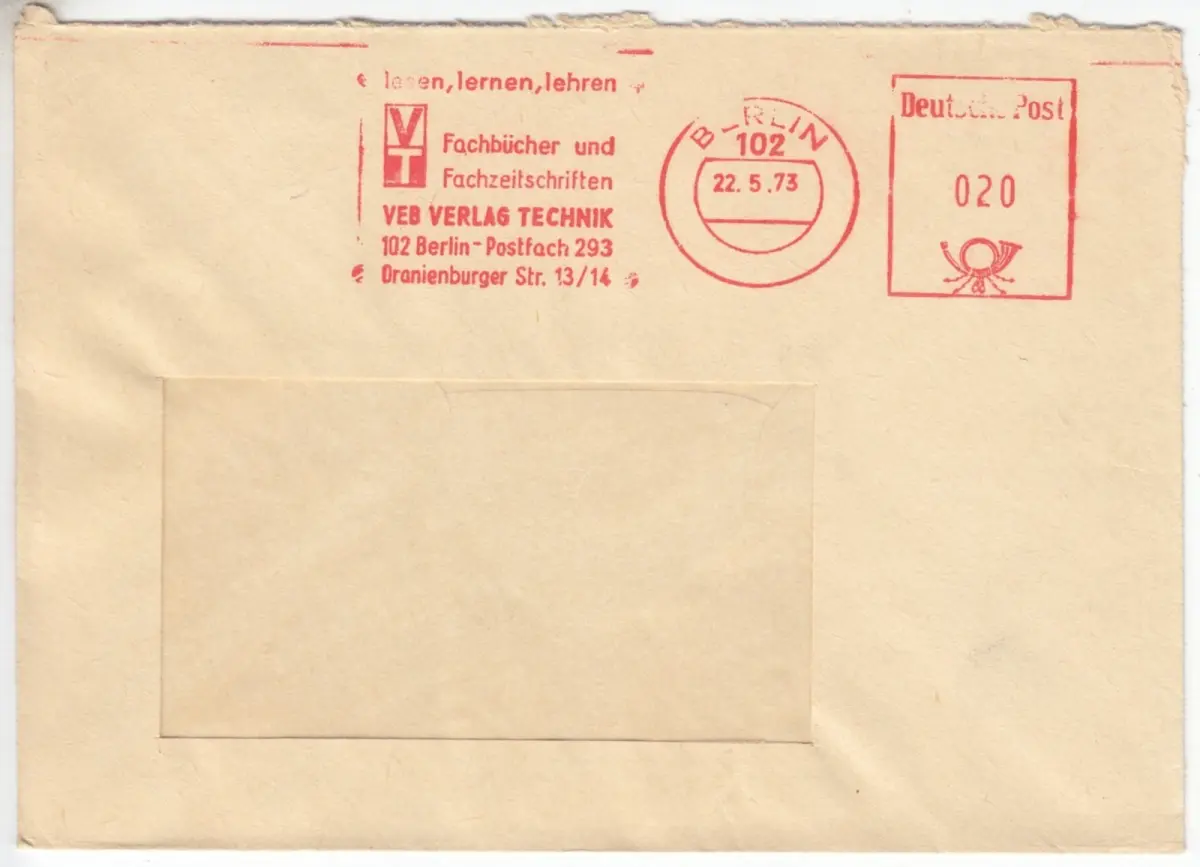 lesen, lernen, lehren
VT
Fachbücher und
Fachzeitschriften
VEB VERLAG TECHNIK
102 Berlin-Postfach 293
Oranienburger Str. 13/14
BERLIN
102
22.5.73
Deutsche Post
020